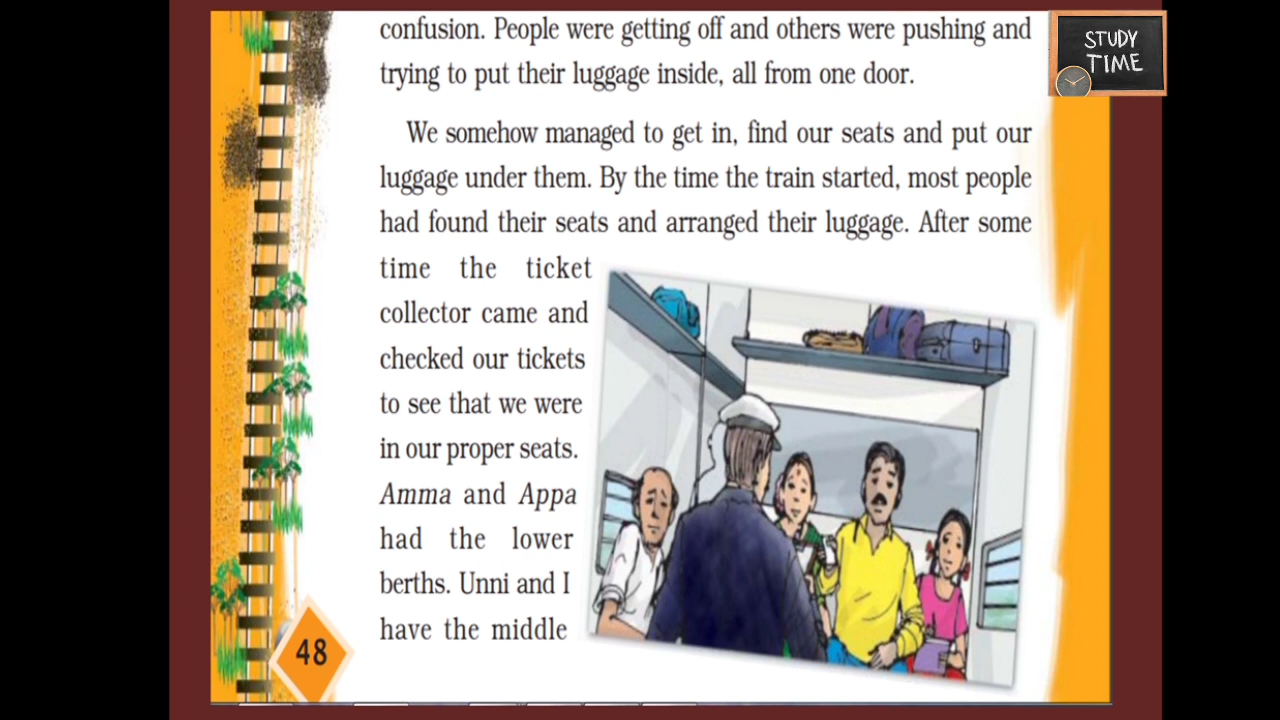 confusion. People were getting off and others were pushing and
trying to put their luggage inside, all from one door.
We somehow managed to get in, find our seats and put our
luggage under them. By the time the train started, most people
had found their seats and arranged their luggage. After some
time the ticket
collector came and
checked our tickets
to see that we were
in our proper seats.
Amma and Appa
had the lower
berths. Unni and I
have the middle
48
STUDY
TIME